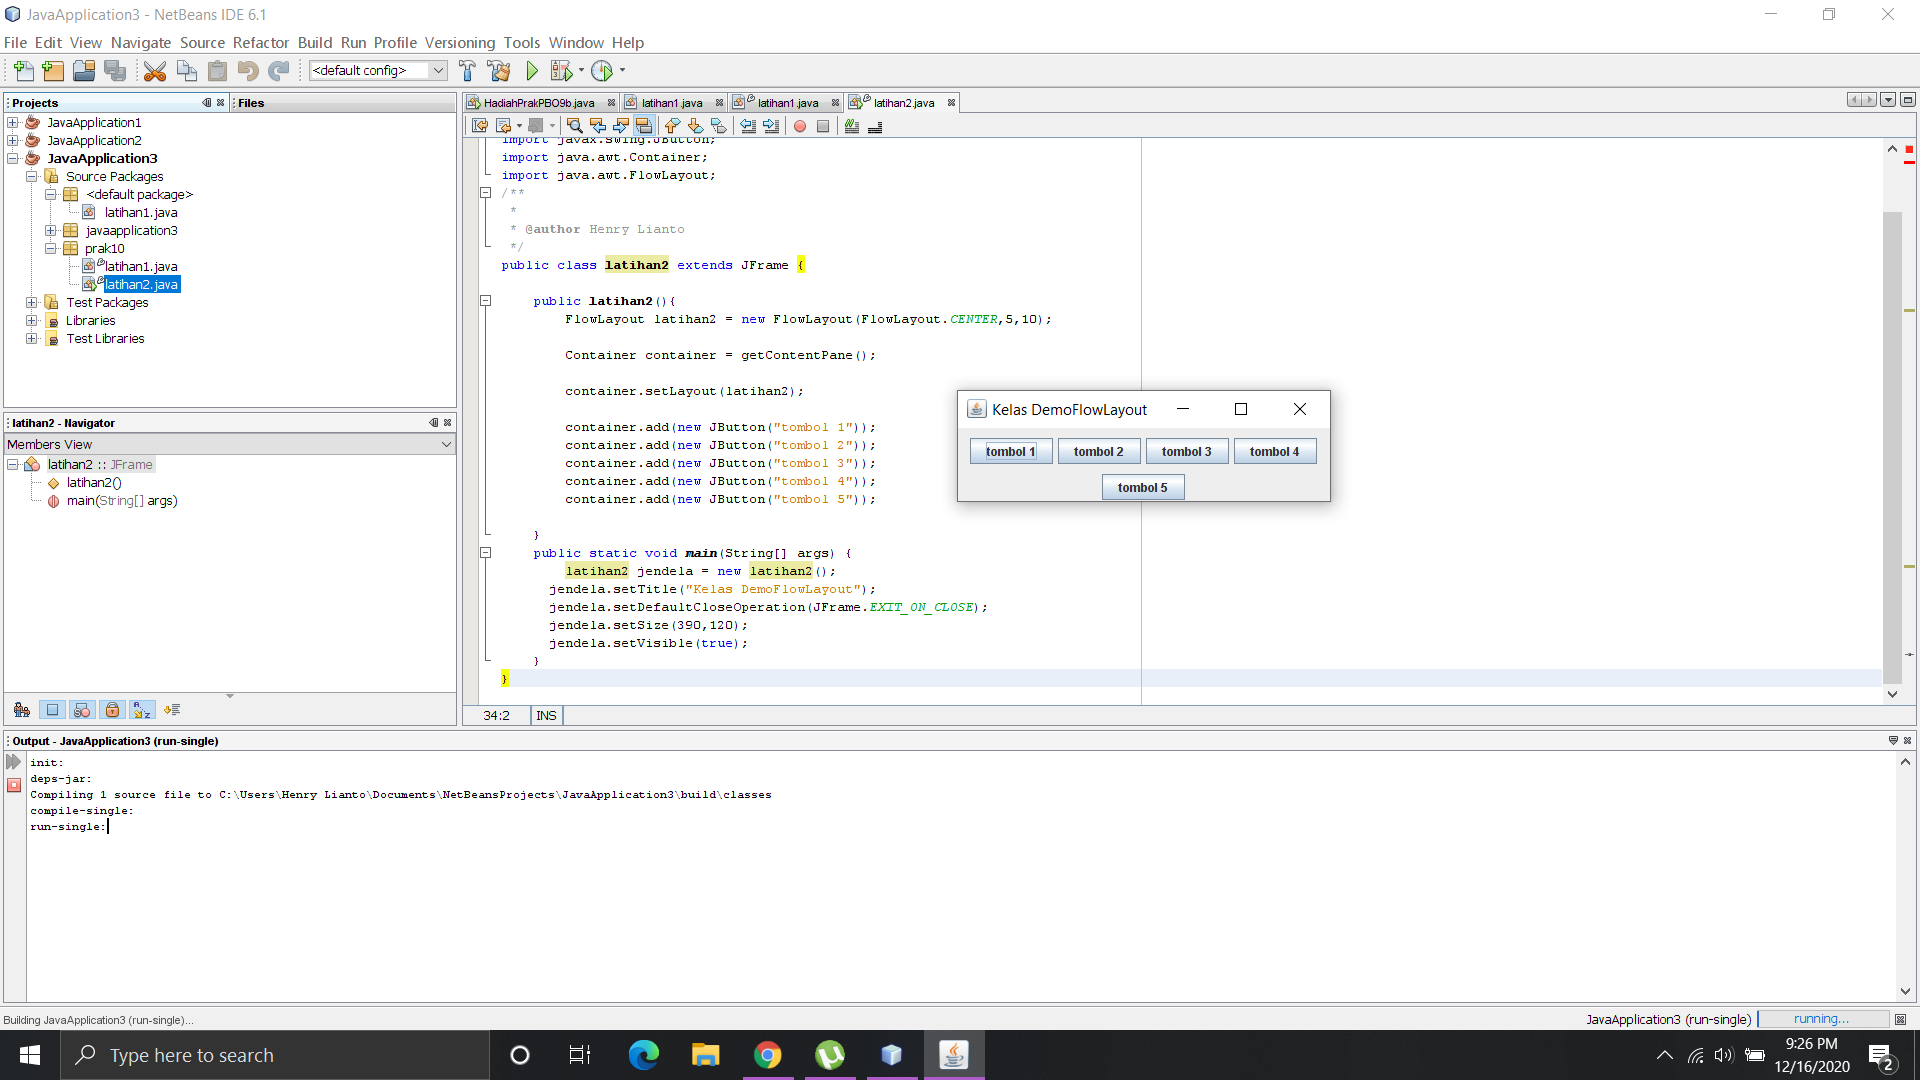 JavaApplication3 - NetBeans IDE 6.1
File Edit View Navigate Source Refactor Build Run Profile Versioning Tools Window Help
<default config>
Projects
Files
JavaApplication1
JavaApplication2
JavaApplication3
Source Packages
<default package>
latihan1.java
javaapplication3
prak10
latihan1.java
latihan2.java
Test Packages
Libraries
Test Libraries
latihan2 - Navigator
Members View
latihan2 :: JFrame
latihan2()
main(String[] args)
HadiahPrakPBO9b.java
latihan1.java
latihan1.java
latihan2.java
import javax.swing.JButton;
import java.awt.Container;
import java.awt.FlowLayout;
/**
*
* @author Henry Lianto
*/
public class latihan2 extends JFrame {
public latihan2(){
FlowLayout latihan2 = new FlowLayout(FlowLayout.CENTER,5,10);
Container container = getContentPane();
container.setLayout(latihan2);
container.add(new JButton("tombol 1"));
container.add(new JButton("tombol 2"));
container.add(new JButton("tombol 3"));
container.add(new JButton("tombol 4"));
container.add(new JButton("tombol 5"));
}
public static void main(String[] args) {
latihan2 jendela = new latihan2();
jendela.setTitle("Kelas DemoFlowLayout");
jendela.setDefaultCloseOperation(JFrame.EXIT_ON_CLOSE);
jendela.setSize(390,120);
jendela.setVisible(true);
}
}
34:2
INS
Kelas DemoFlowLayout
tombol 1
tombol 2
tombol 3
tombol 4
tombol 5
Output - JavaApplication3 (run-single)
init:
deps-jar:
Compiling 1 source file to C:\Users\Henry Lianto\Documents\NetBeansProjects\JavaApplication3\build\classes
compile-single:
run-single:
Building JavaApplication3 (run-single)...
JavaApplication3 (run-single)
running...
Type here to search
9:26 PM
12/16/2020
2